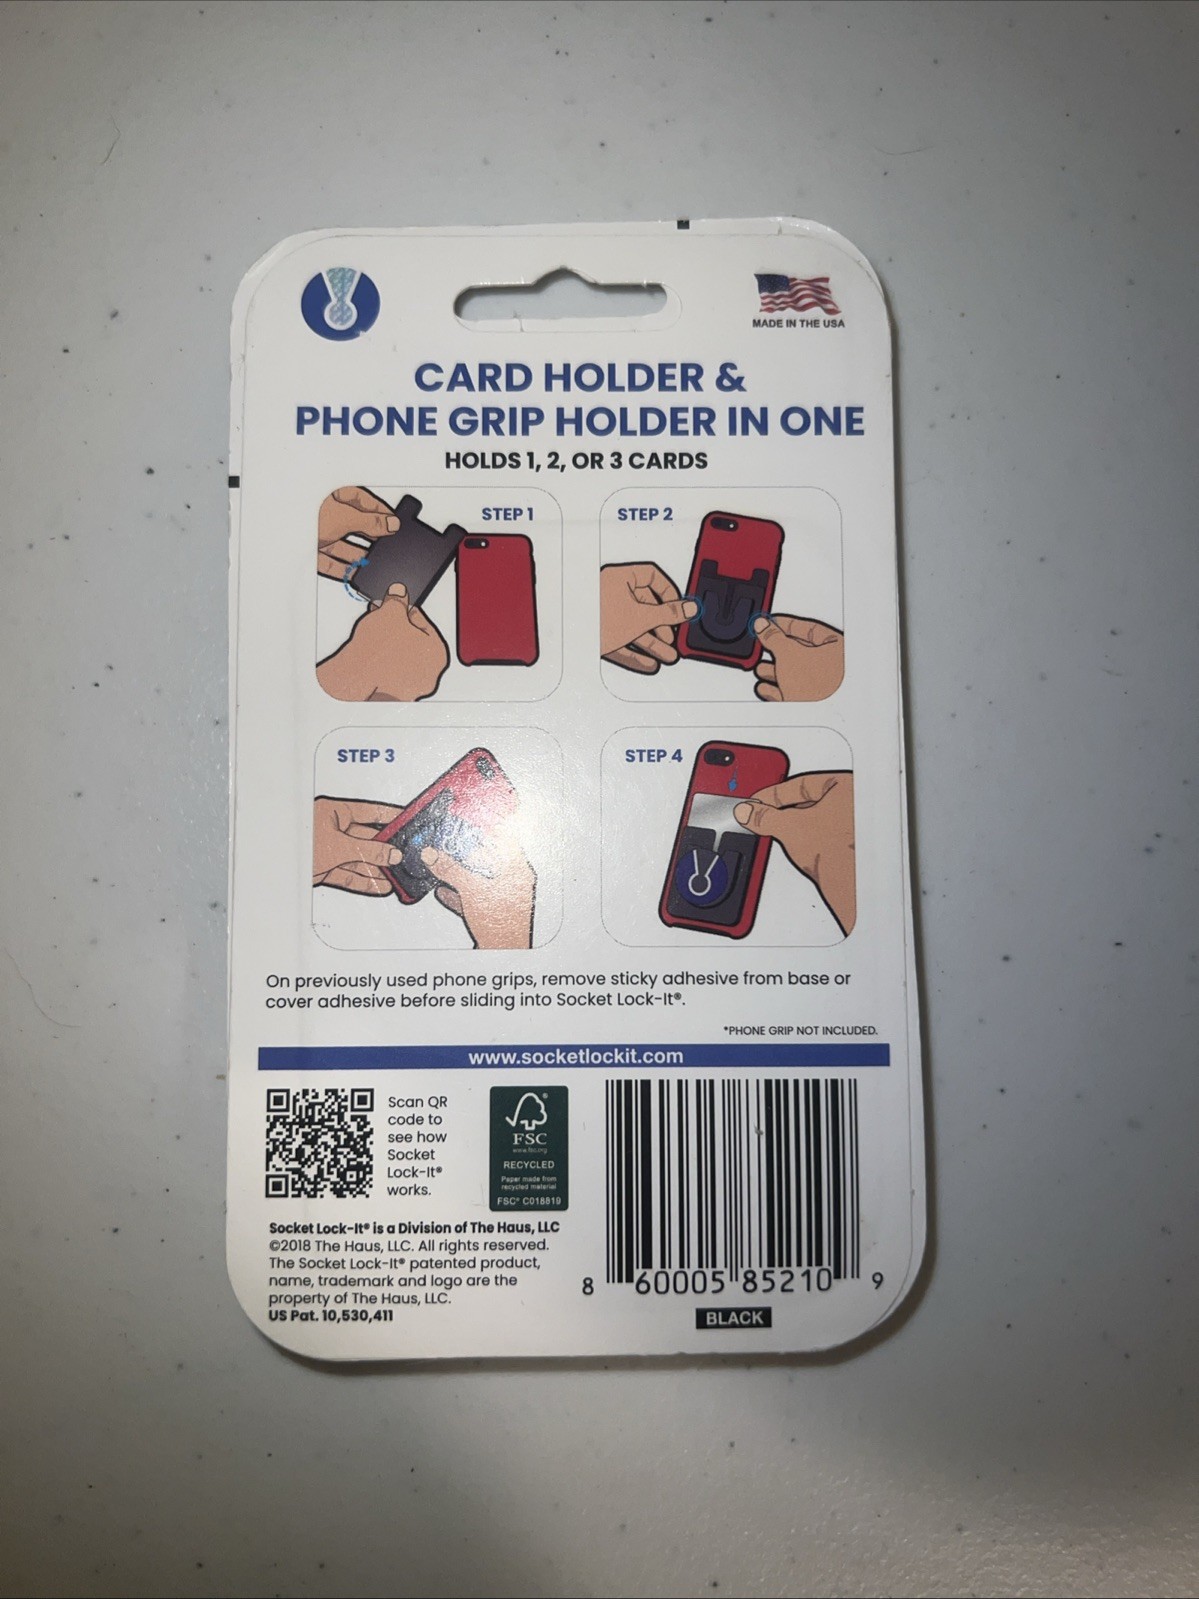 MADE IN THE USA
CARD HOLDER &
PHONE GRIP HOLDER IN ONE
HOLDS 1, 2, OR 3 CARDS
STEP 1
STEP 2
STEP 3
STEP 4
On previously used phone grips, remove sticky adhesive from base or
cover adhesive before sliding into Socket Lock-It®.
*PHONE GRIP NOT INCLUDED.
www.socketlockit.com
Scan QR
code to
see how
Socket
Lock-It®
works.
FSC
www.fsc.org
RECYCLED
Paper made from
recycled material
FSC® C018819
Socket Lock-It® is a Division of The Haus, LLC
©2018 The Haus, LLC. All rights reserved.
The Socket Lock-It® patented product,
name, trademark and logo are the
property of The Haus, LLC.
US Pat. 10,530,411
8 60005 85210 9
BLACK